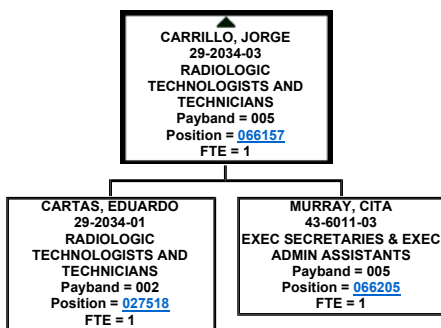 CARRILLO, JORGE
29-2034-03
RADIOLOGIC
TECHNOLOGISTS AND
TECHNICIANS
Payband = 005
Position = 066157
FTE = 1
CARTAS, EDUARDO
29-2034-01
RADIOLOGIC
TECHNOLOGISTS AND
TECHNICIANS
Payband = 002
Position = 027518
FTE = 1
MURRAY, CITA
43-6011-03
EXEC SECRETARIES & EXEC
ADMIN ASSISTANTS
Payband = 005
Position = 066205
FTE = 1